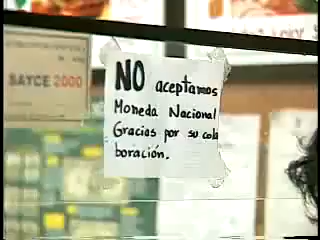 SAYCE 2000
NO aceptamos
Moneda Nacional
Gracias por su cola
boración.